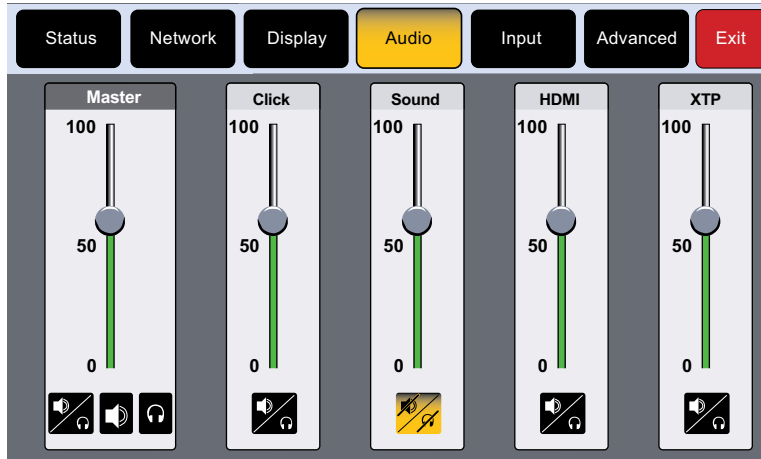 Status Network Display Audio Input Advanced Exit
Master Click Sound HDMI XTP
100 100 100 100 100
50 50 50 50 50
0 0 0 0 0